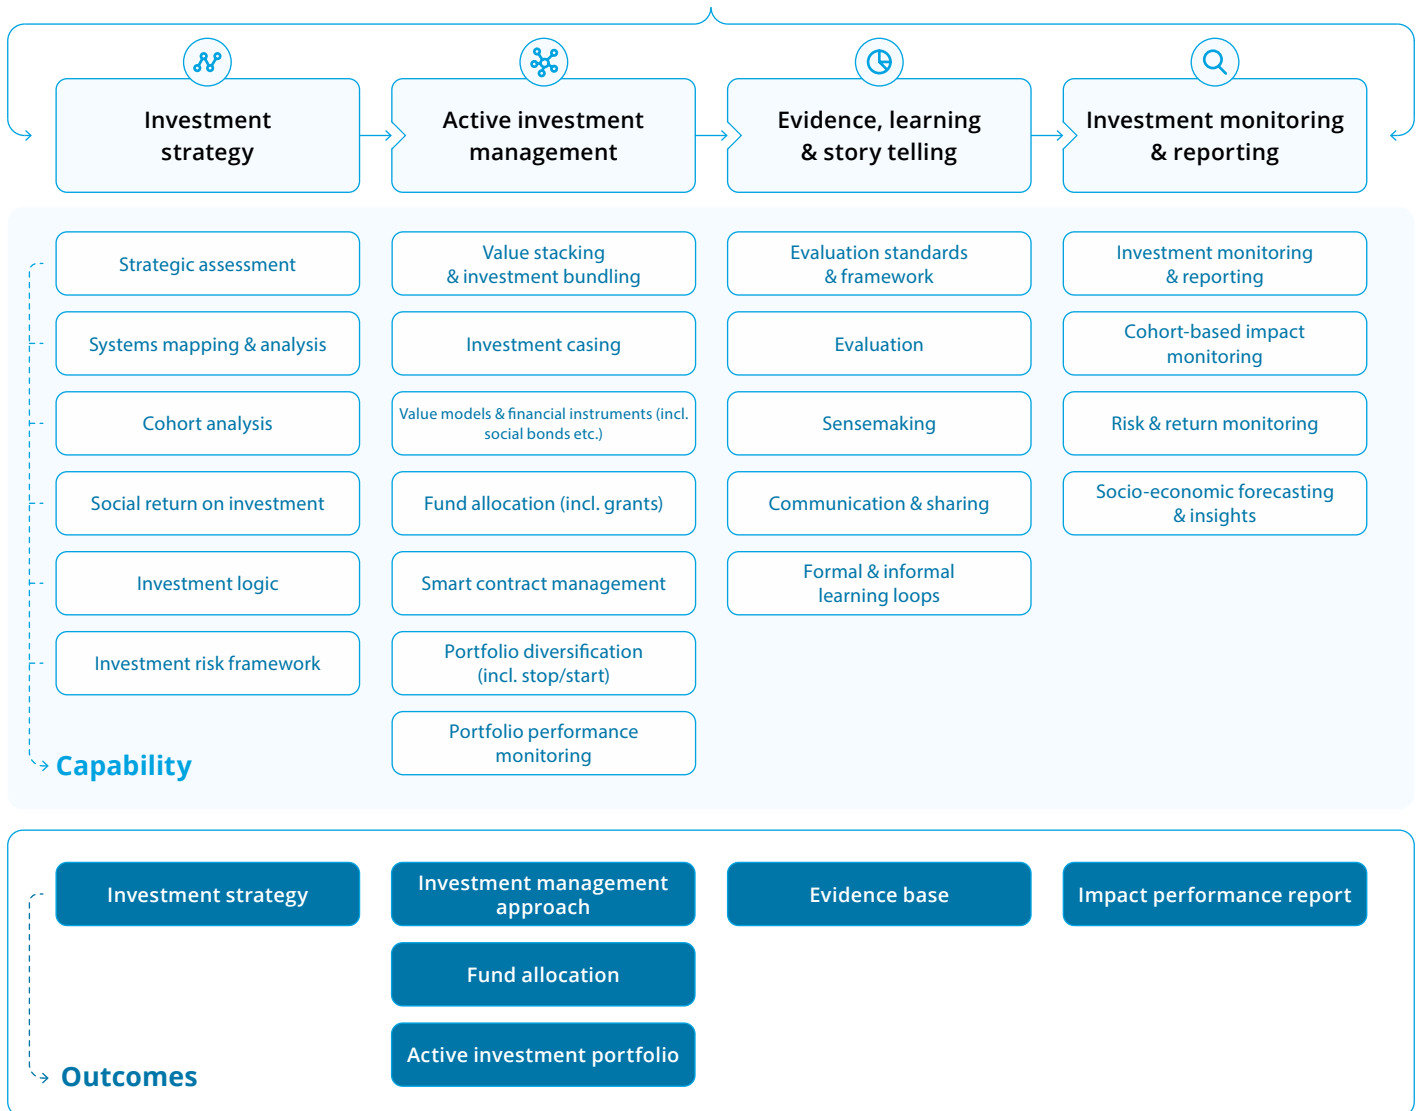 Investment
strategy
Active investment
management
Evidence, learning
& story telling
Investment monitoring
& reporting
Strategic assessment
Systems mapping & analysis
Cohort analysis
Social return on investment
Investment logic
Investment risk framework
Value stacking
& investment bundling
Investment casing
Value models & financial instruments (incl.
social bonds etc.)
Fund allocation (incl. grants)
Smart contract management
Portfolio diversification
(incl. stop/start)
Portfolio performance
monitoring
Evaluation standards
& framework
Evaluation
Sensemaking
Communication & sharing
Formal & informal
learning loops
Investment monitoring
& reporting
Cohort-based impact
monitoring
Risk & return monitoring
Socio-economic forecasting
& insights
Capability
Investment strategy
Investment management
approach
Fund allocation
Active investment portfolio
Evidence base
Impact performance report
Outcomes